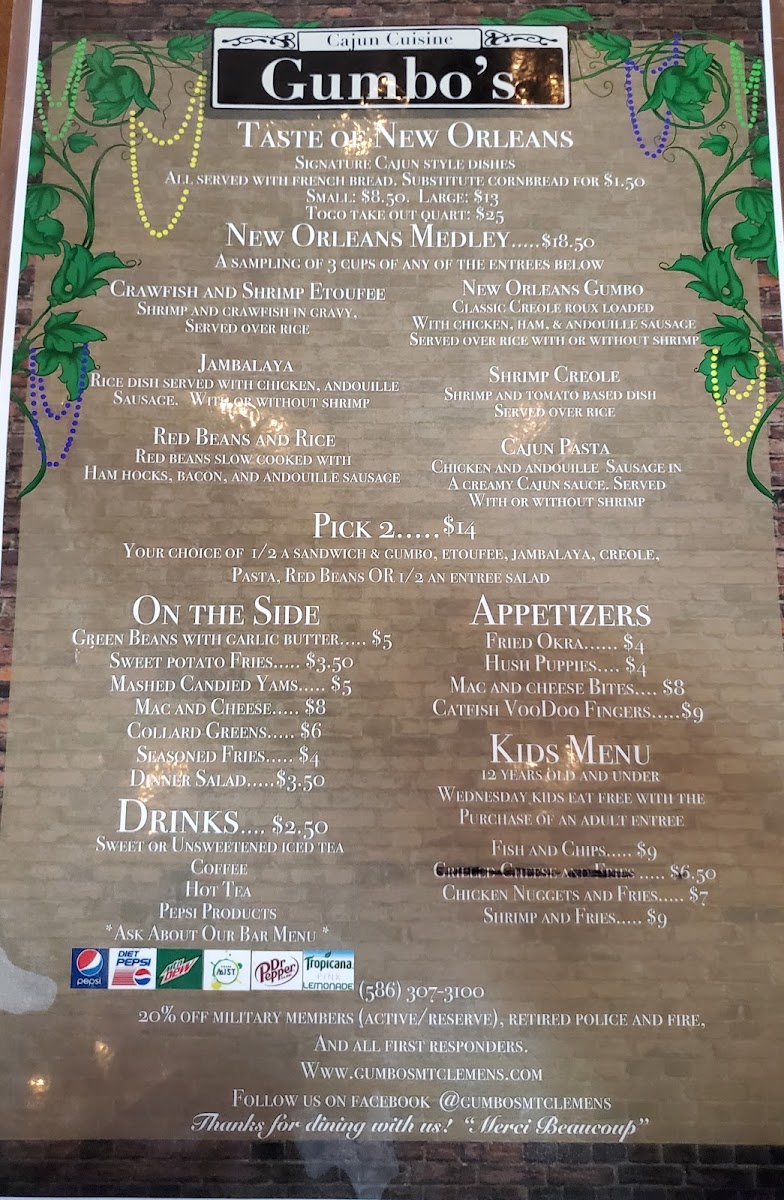 Cajun Cuisine
Gumbo's
Taste of New Orleans
Signature Cajun style dishes
All served with french bread. Substitute cornbread for $1.50
Small: $8.50. Large: $13
Togo take out quart: $25
New Orleans Medley.....$18.50
A sampling of 3 cups of any of the entrees below
Crawfish and Shrimp Etoufee
Shrimp and crawfish in gravy,
Served over rice
New Orleans Gumbo
Classic Creole roux loaded
With chicken, ham, & andouille sausage
Served over rice with or without shrimp
Jambalaya
Rice dish served with chicken, andouille
Sausage. With or without shrimp
Shrimp Creole
Shrimp and tomato based dish
Served over rice
Red Beans and Rice
Red beans slow cooked with
Ham hocks, bacon, and andouille sausage
Cajun Pasta
Chicken and andouille Sausage in
A creamy Cajun sauce. Served
With or without shrimp
Pick 2.....$14
Your choice of 1/2 a sandwich & gumbo, etoufee, jambalaya, creole,
Pasta, Red Beans OR 1/2 an entree salad
On the Side
Green Beans with garlic butter..... $5
Sweet potato Fries..... $3.50
Mashed Candied Yams..... $5
Mac and Cheese..... $8
Collard Greens..... $6
Seasoned Fries..... $4
Dinner Salad.....$3.50
Appetizers
Fried Okra...... $4
Hush Puppies.... $4
Mac and cheese Bites.... $8
Catfish VooDoo Fingers.....$9
Kids Menu
12 years old and under
Wednesday kids eat free with the
Purchase of an adult entree
Fish and Chips..... $9
Grilled Cheese and Fries ..... $6.50
Chicken Nuggets and Fries..... $7
Shrimp and Fries..... $9
Drinks.... $2.50
Sweet or Unsweetened iced tea
Coffee
Hot Tea
Pepsi Products
*Ask About Our Bar Menu *
pepsi
DIET PEPSI
Mtn DEW
MIST
Dr Pepper
Tropicana PINK LEMONADE
(586) 307-3100
20% off military members (active/reserve), retired police and fire,
And all first responders.
Www.gumbosmtclemens.com
Follow us on facebook @gumbosmtclemens
Thanks for dining with us! "Merci Beaucoup"